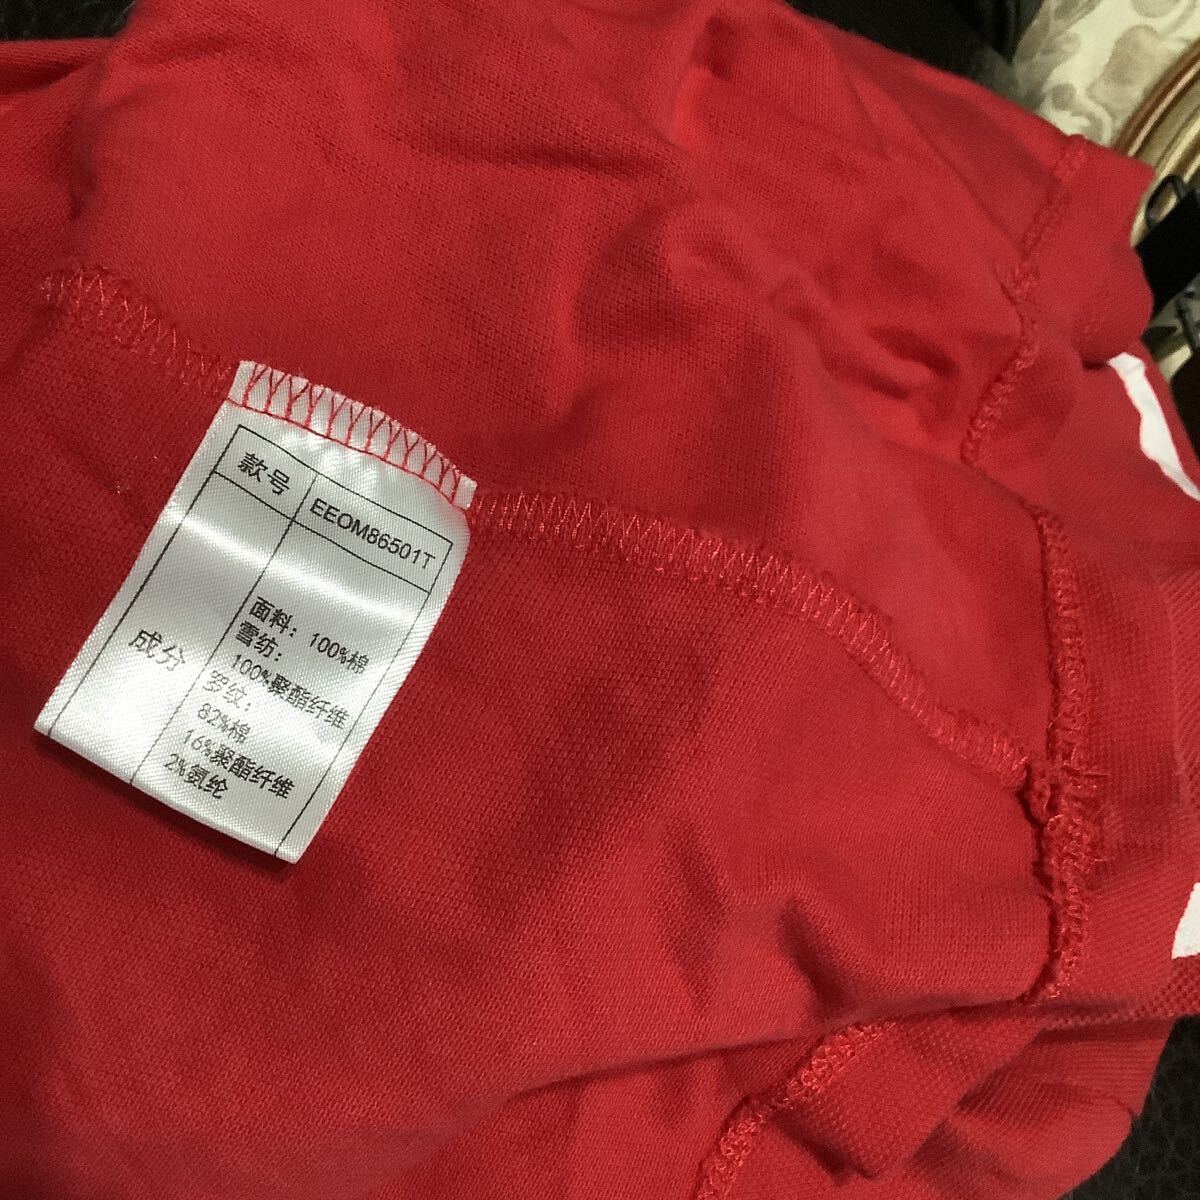 款号 EEOM86501T
成分
面料：100%棉
雪纺：
100%聚酯纤维
罗纹：
82%棉
16%聚酯纤维
2%氨纶